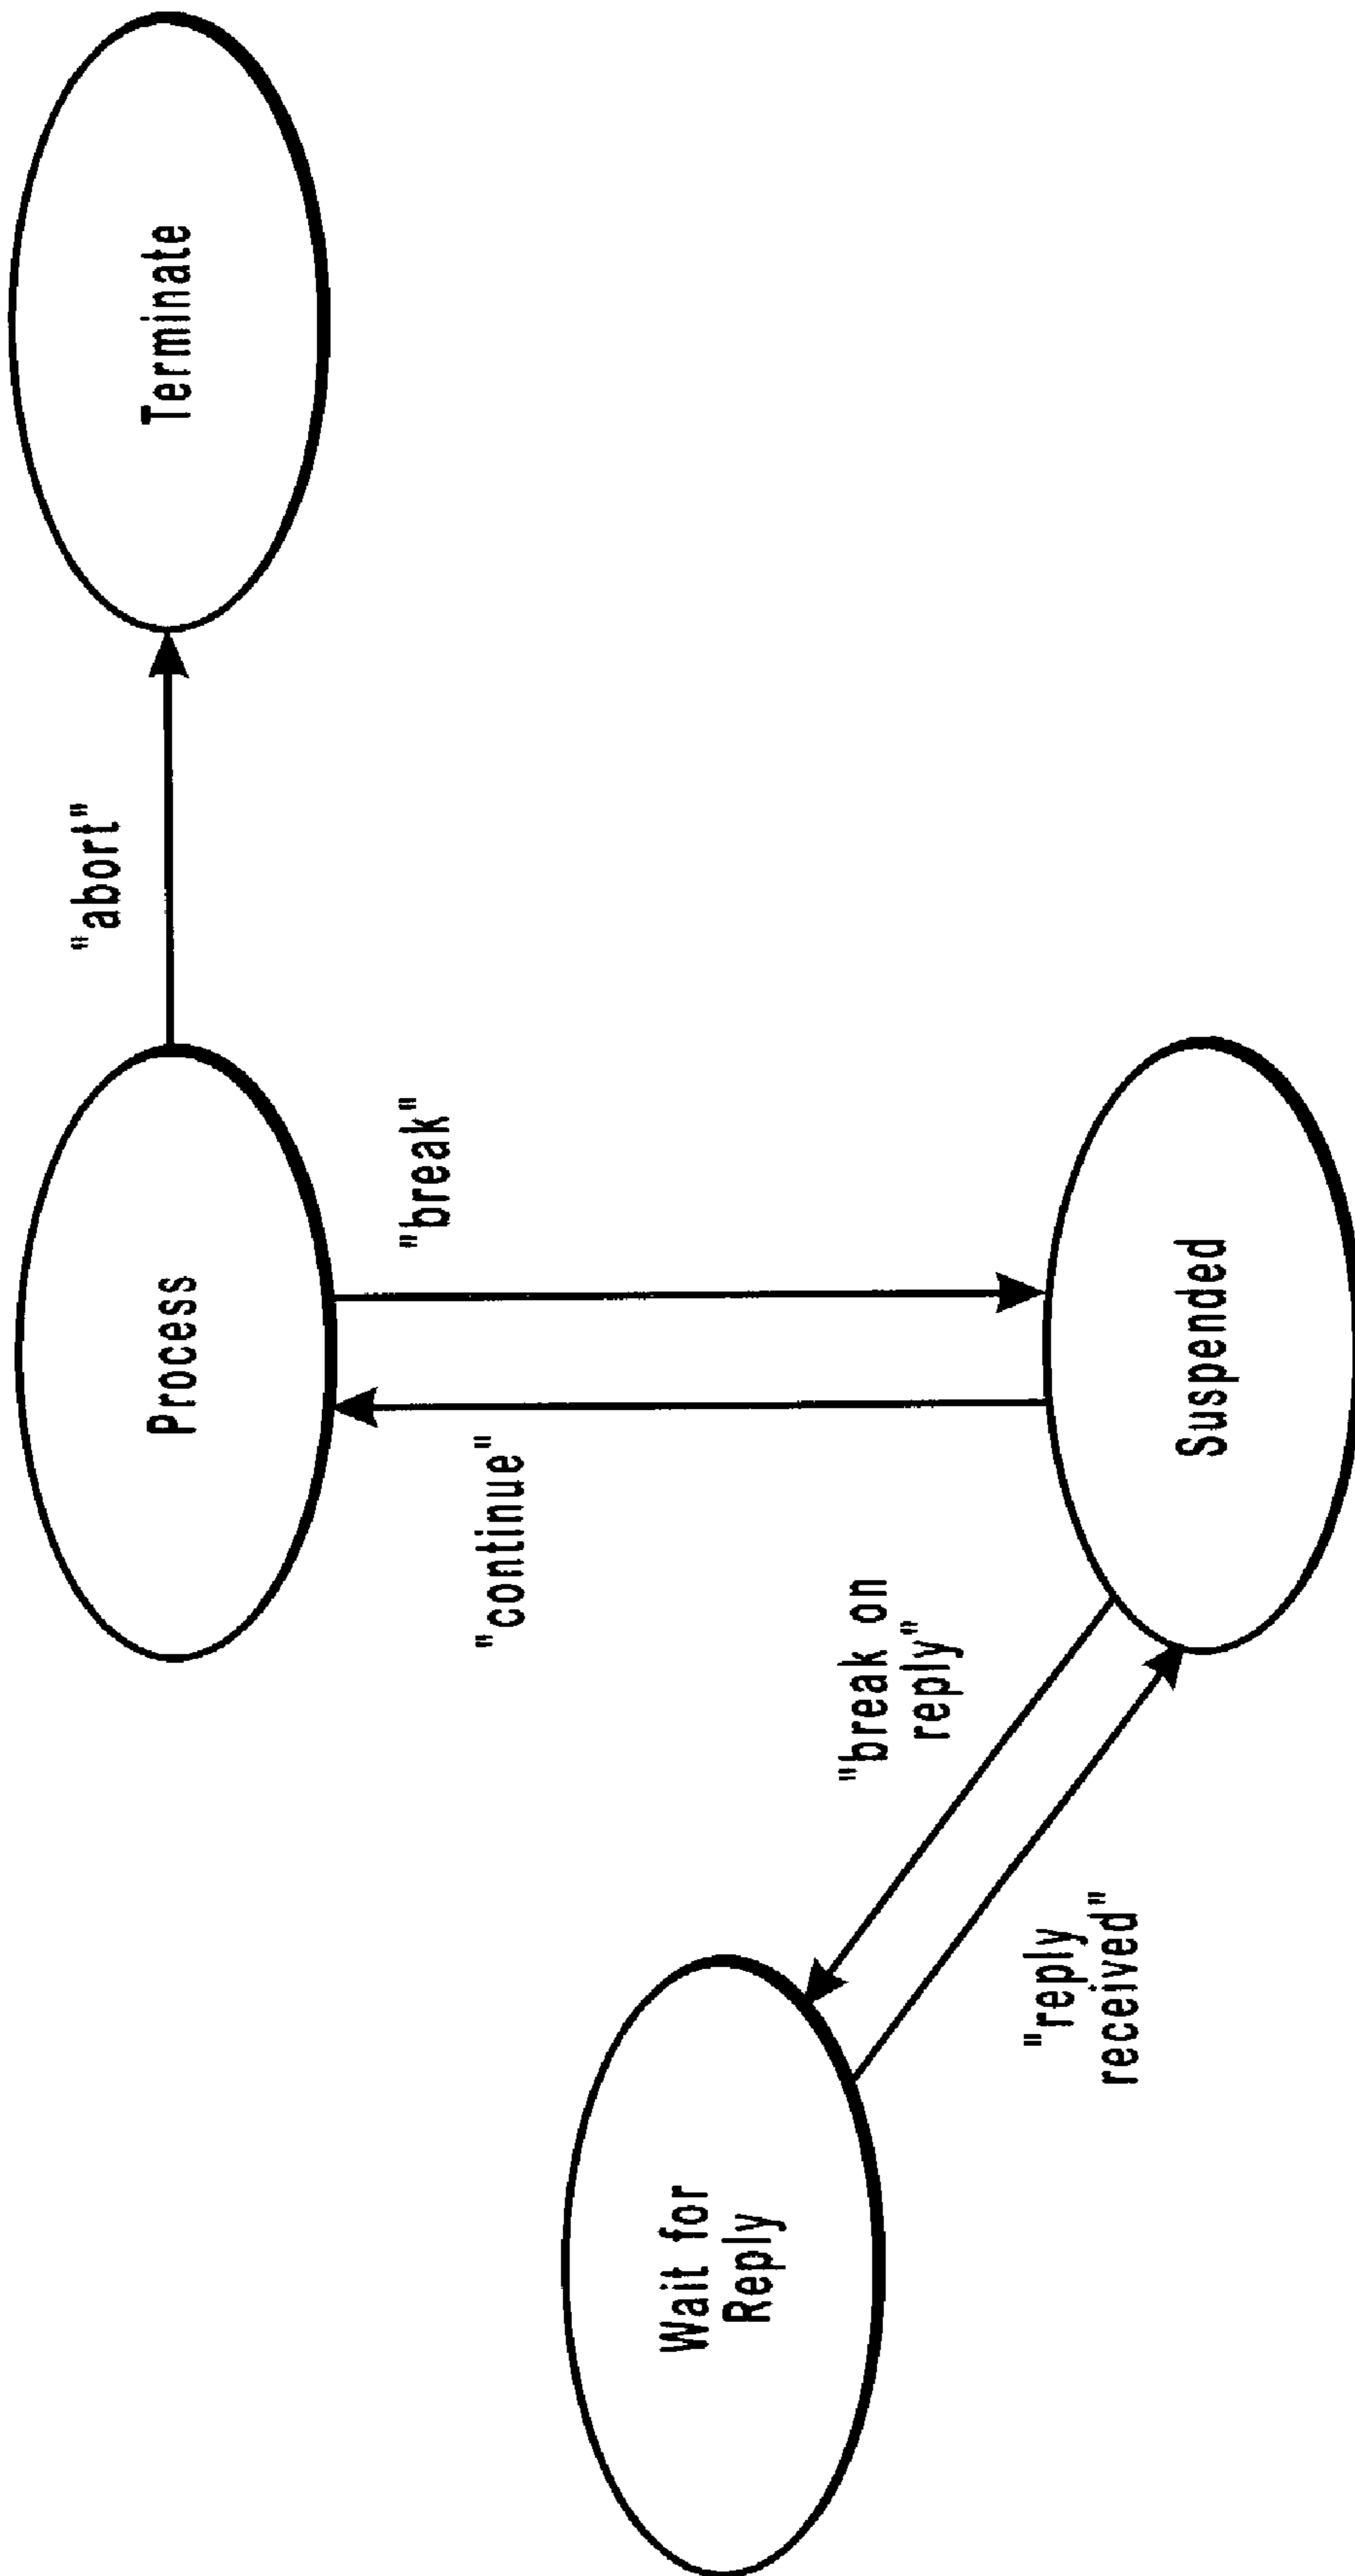 "abort"
Process
Terminate
"break"
"continue"
Wait for
Reply
"break on
reply"
"reply
received"
Suspended